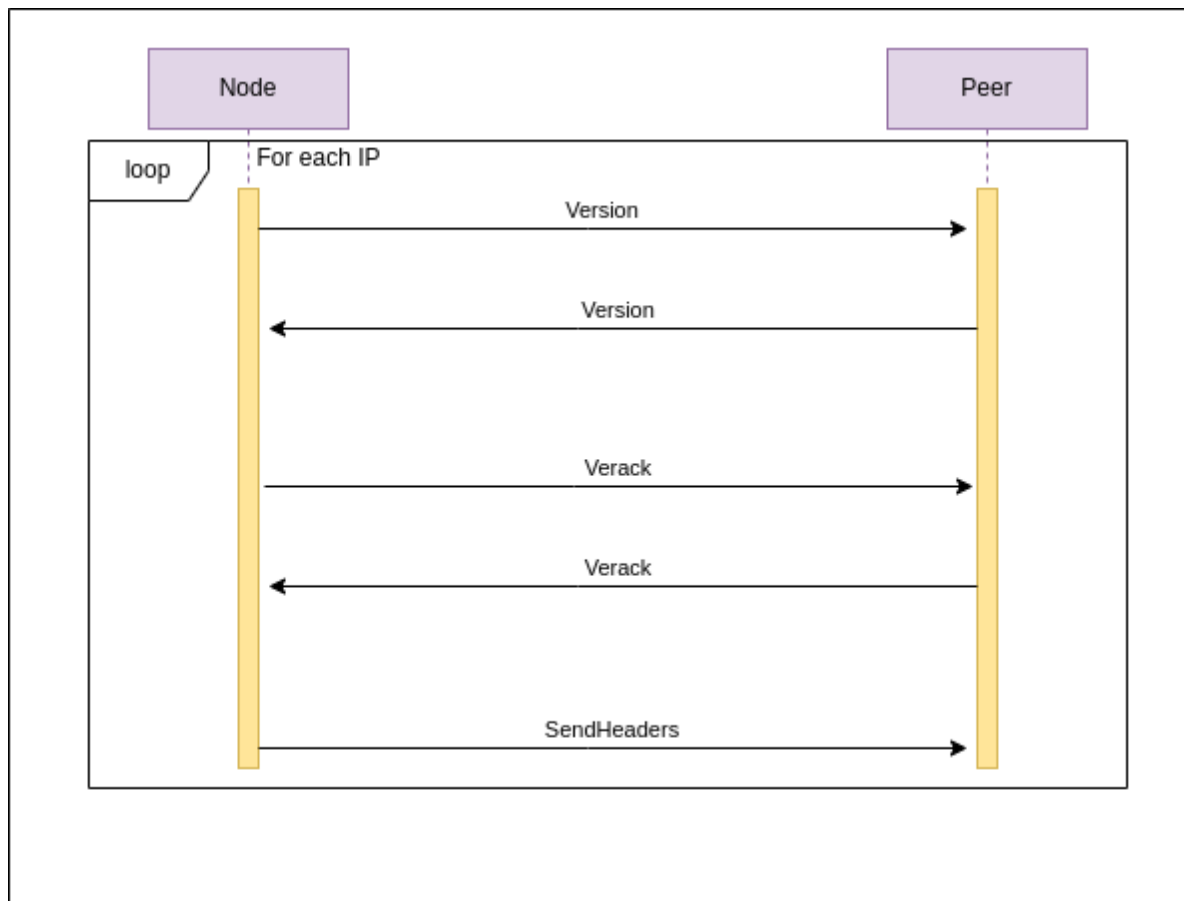 Node
Peer
loop
For each IP
Version
Version
Verack
Verack
SendHeaders